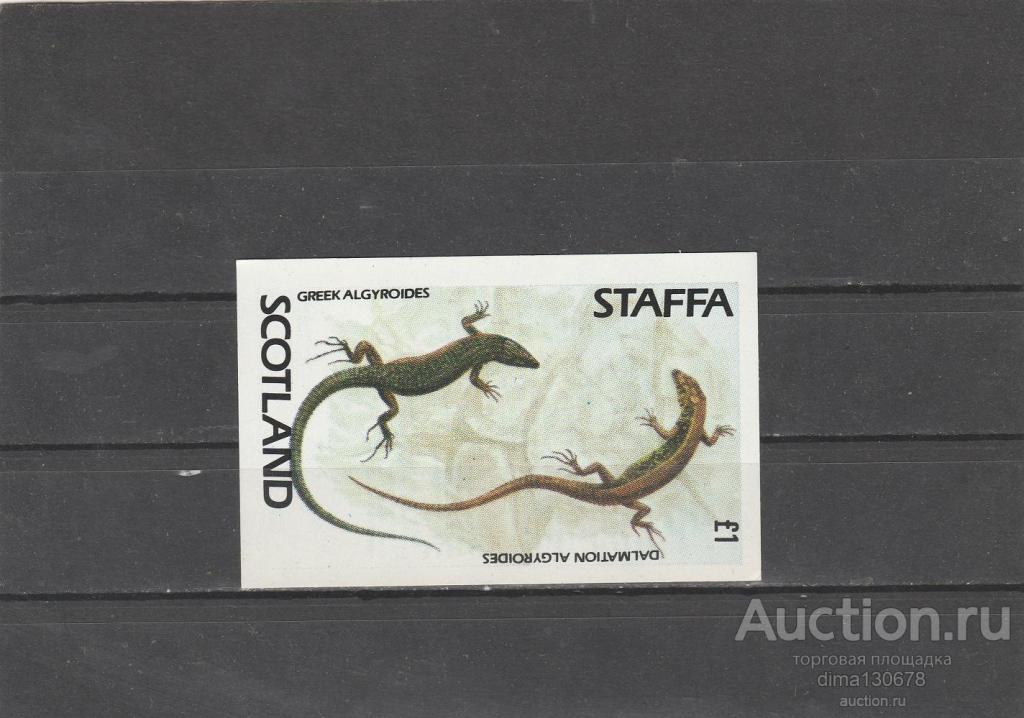 GREEK ALGYROIDES
STAFFA
SCOTLAND
£1
DALMATION ALGYROIDES
Auction.ru
торговая площадка
dima130678
auction.ru